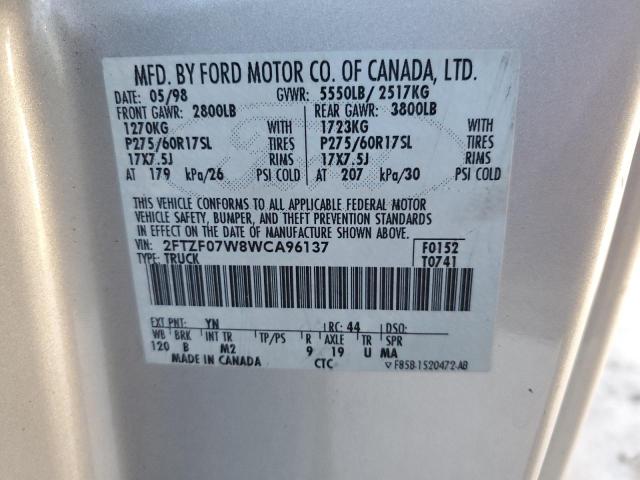 MFD. BY FORD MOTOR CO. OF CANADA, LTD.
DATE: 05/98 GVWR: 5550LB/ 2517KG
FRONT GAWR: 2800LB REAR GAWR: 3800LB
1270KG WITH 1723KG WITH
P275/60R17SL TIRES P275/60R17SL TIRES
17X7.5J RIMS 17X7.5J RIMS
AT 179 kPa/26 PSI COLD AT 207 kPa/30 PSI COLD
THIS VEHICLE CONFORMS TO ALL APPLICABLE FEDERAL MOTOR
VEHICLE SAFETY, BUMPER, AND THEFT PREVENTION STANDARDS
IN EFFECT ON THE DATE OF MANUFACTURE SHOWN ABOVE.
VIN: 2FTZF07W8WCA96137 F0152
TYPE: TRUCK T0741
EXT PNT: YN RC: 44 DSO:
WB BRK INT TR TP/PS R AXLE TR SPR
120 B M2 9 19 U MA
MADE IN CANADA CTC F85B-1520472-AB